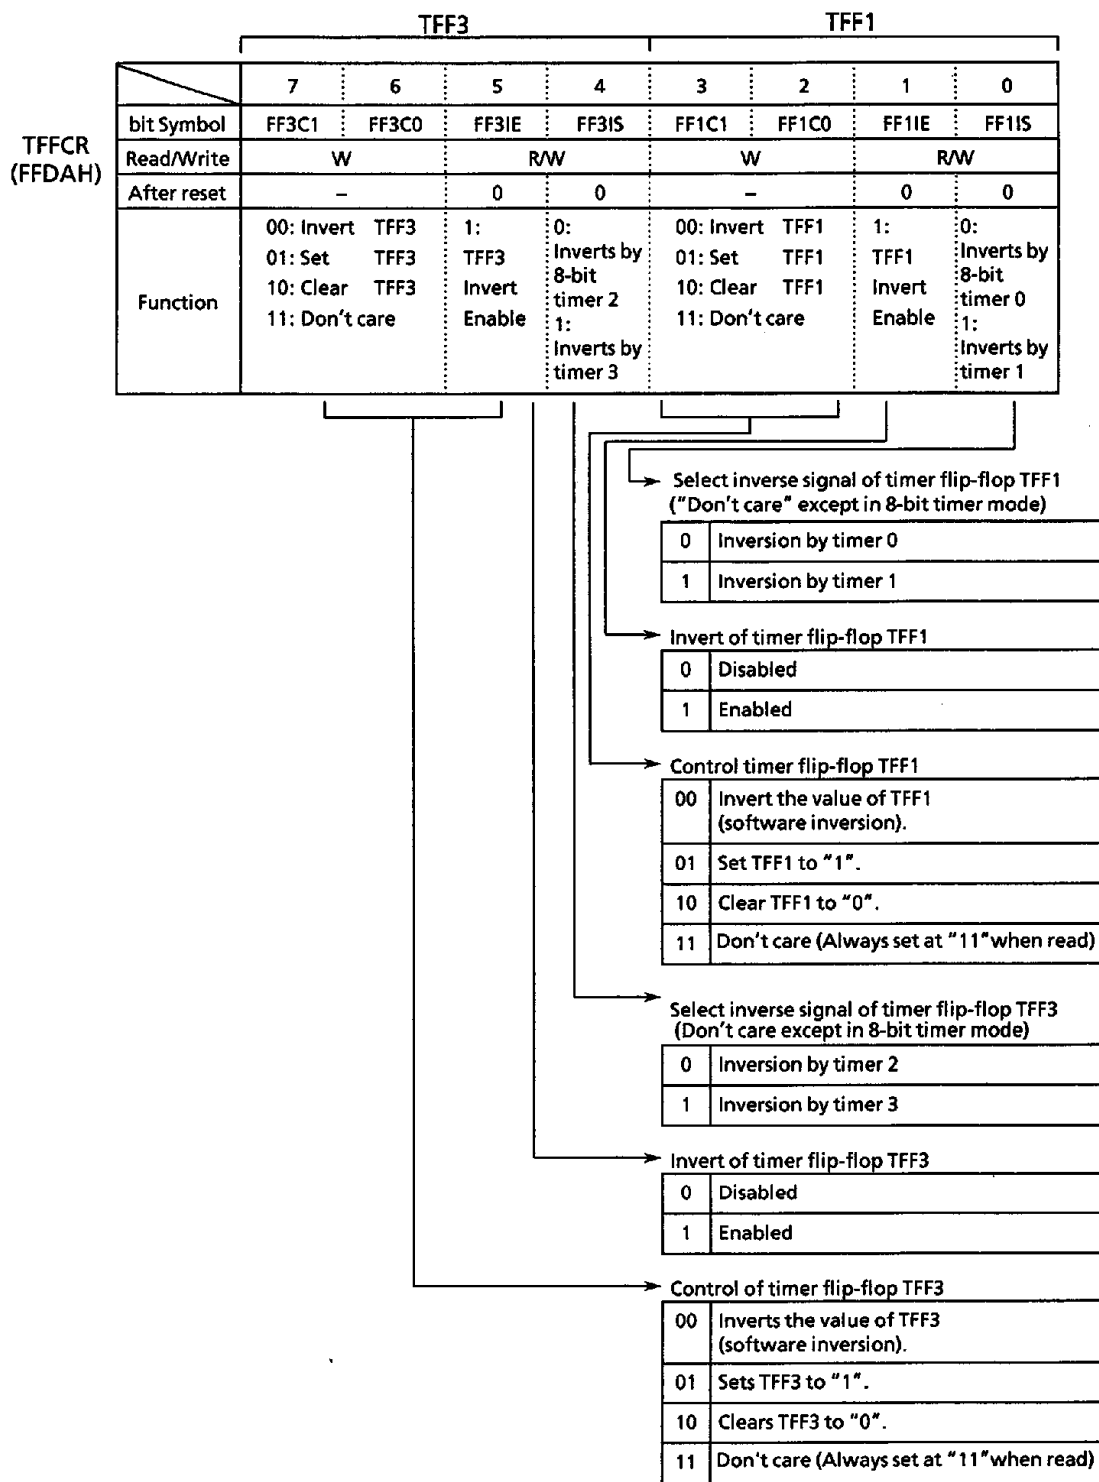 TFF3 TFF1
7 6 5 4 3 2 1 0
TFFCR
(FFDAH)
bit Symbol FF3C1 FF3C0 FF3IE FF3IS FF1C1 FF1C0 FF1IE FF1IS
Read/Write W R/W W R/W
After reset – 0 0 – 0 0
Function
00: Invert TFF3
01: Set TFF3
10: Clear TFF3
11: Don't care
1:
TFF3
Invert
Enable
0:
Inverts by
8-bit
timer 2
1:
Inverts by
timer 3
00: Invert TFF1
01: Set TFF1
10: Clear TFF1
11: Don't care
1:
TFF1
Invert
Enable
0:
Inverts by
8-bit
timer 0
1:
Inverts by
timer 1
Select inverse signal of timer flip-flop TFF1
("Don't care" except in 8-bit timer mode)
0 Inversion by timer 0
1 Inversion by timer 1
Invert of timer flip-flop TFF1
0 Disabled
1 Enabled
Control timer flip-flop TFF1
00 Invert the value of TFF1
(software inversion).
01 Set TFF1 to "1".
10 Clear TFF1 to "0".
11 Don't care (Always set at "11" when read)
Select inverse signal of timer flip-flop TFF3
(Don't care except in 8-bit timer mode)
0 Inversion by timer 2
1 Inversion by timer 3
Invert of timer flip-flop TFF3
0 Disabled
1 Enabled
Control of timer flip-flop TFF3
00 Inverts the value of TFF3
(software inversion).
01 Sets TFF3 to "1".
10 Clears TFF3 to "0".
11 Don't care (Always set at "11" when read)